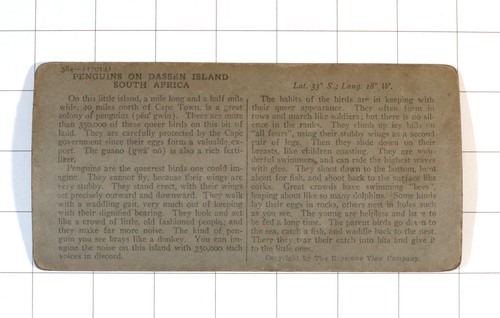 384—(17014)
PENGUINS ON DASSEN ISLAND
SOUTH AFRICA
On this little island, a mile long and a half mile
wide, 40 miles north of Cape Town, is a great
colony of penguins (pĭn' gwin). There are more
than 350,000 of these queer birds on this bit of
land. They are carefully protected by the Cape
government since their eggs form a valuable ex-
port. The guano (gwä' nō) is also a rich ferti-
lizer.
Penguins are the queerest birds one could im-
agine. They cannot fly, because their wings are
very stubby. They stand erect, with their wings
set precisely outward and downward. They walk
with a waddling gait, very much out of keeping
with their dignified bearing. They look and act
like a crowd of little, old fashioned people; and
they make far more noise. The kind of pen-
guin you see brays like a donkey. You can im-
agine the noise on this island with 350,000 such
voices in discord.
Lat. 33° S.; Long. 18° W.
The habits of the birds are in keeping with
their queer appearance. They often form in
rows and march like soldiers; but there is no sil-
ence in the ranks. They climb up icy hills on
"all fours", using their stubby wings as a second
pair of legs. Then they slide down on their
breasts, like children coasting. They are won-
derful swimmers, and can ride the highest waves
with glee. They shoot down to the bottom, hunt
about for fish, and shoot back to the surface like
corks. Great crowds have swimming "bees",
leaping about like so many dolphins. Some kinds
lay their eggs in rocks, others nest in holes such
as you see. The young are helpless and have to
be fed a long time. The parent birds go down to
the sea, catch a fish, and waddle back to the nest.
There they tear their catch into bits and give it
to the little ones.
Copyright by The Keystone View Company.